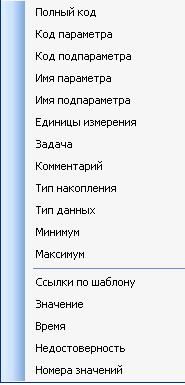 Полный код
Код параметра
Код подпараметра
Имя параметра
Имя подпараметра
Единицы измерения
Задача
Комментарий
Тип накопления
Тип данных
Минимум
Максимум
Ссылки по шаблону
Значение
Время
Недостоверность
Номера значений